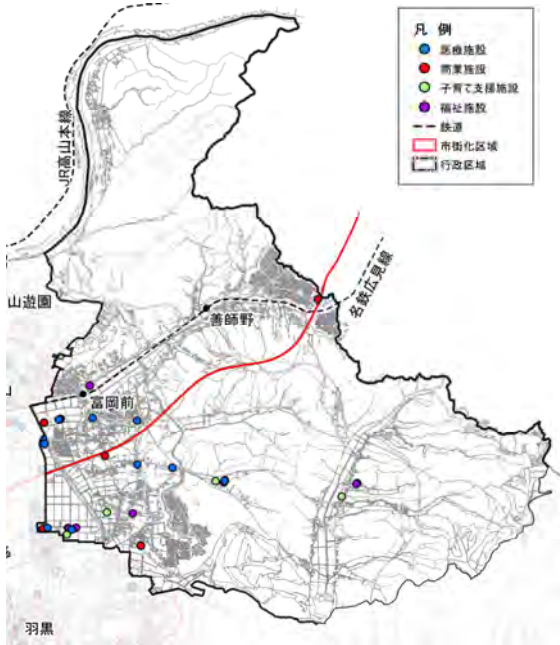 凡 例
医療施設
商業施設
子育て支援施設
福祉施設
鉄道
市街化区域
行政区域
JR高山本線
名鉄広見線
山遊園
善師野
富岡前
山
羽黒